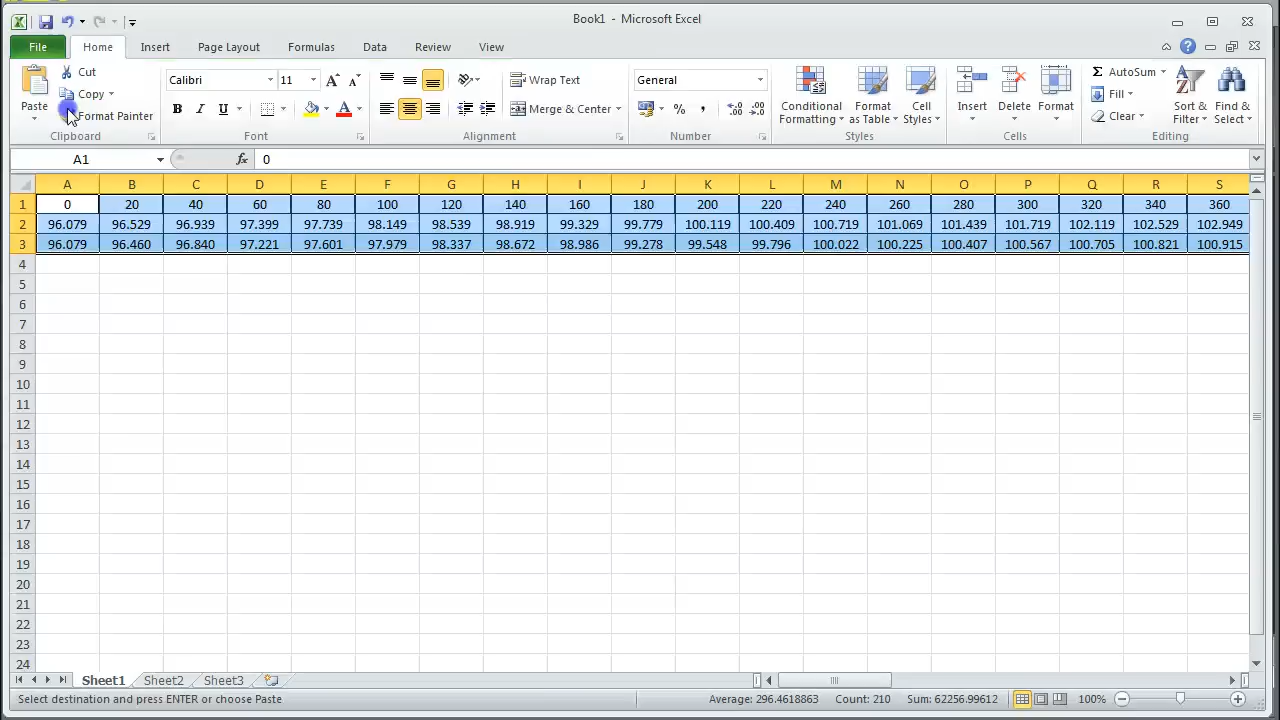 Book1 - Microsoft Excel
File Home Insert Page Layout Formulas Data Review View
Paste Cut Copy Format Painter Clipboard
Calibri 11 B I U A Font
Wrap Text Merge & Center Alignment
General % , Number
Conditional Formatting Format as Table Cell Styles Styles
Insert Delete Format Cells
AutoSum Fill Clear Sort & Filter Find & Select Editing
A1 fx 0
A B C D E F G H I J K L M N O P Q R S
1 0 20 40 60 80 100 120 140 160 180 200 220 240 260 280 300 320 340 360
2 96.079 96.529 96.939 97.399 97.739 98.149 98.539 98.919 99.329 99.779 100.119 100.409 100.719 101.069 101.439 101.719 102.119 102.529 102.949
3 96.079 96.460 96.840 97.221 97.601 97.979 98.337 98.672 98.986 99.278 99.548 99.796 100.022 100.225 100.407 100.567 100.705 100.821 100.915
4
5
6
7
8
9
10
11
12
13
14
15
16
17
18
19
20
21
22
23
24
Sheet1 Sheet2 Sheet3
Select destination and press ENTER or choose Paste Average: 296.4618863 Count: 210 Sum: 62256.99612 100%